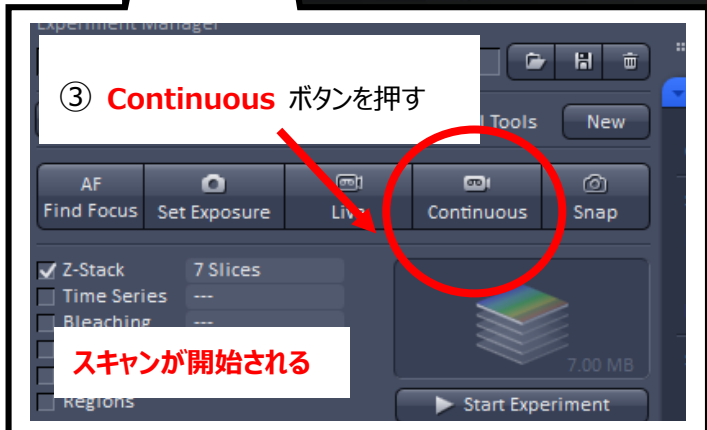 Experiment Manager
③ Continuous ボタンを押す
Tools
New
AF
Find Focus
Set Exposure
Live
Continuous
Snap
Z-Stack
7 Slices
Time Series
---
Bleaching
---
スキャンが開始される
7.00 MB
Regions
Start Experiment